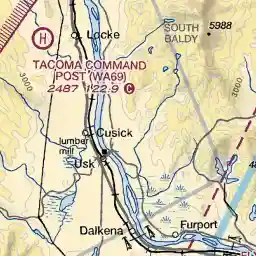 Locke
SOUTH
BALDY
5988
H
TACOMA COMMAND
POST (WA69)
2487 122.9 C
3000
3000
Cusick
lumber
mill
Usk
Dalkena
Furport